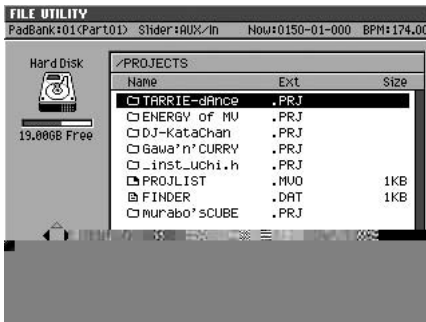 FILE UTILITY
PadBank:01(Part01) Slider:AUX/In Now:0150-01-000 BPM:174.00
Hard Disk
/PROJECTS
Name Ext Size
TARRIE-dAnce .PRJ
ENERGY of MU .PRJ
DJ-KataChan .PRJ
19.00GB Free
Gawa'n'CURRY .PRJ
_inst_uchi.h .PRJ
PROJLIST .MVO 1KB
FINDER .DAT 1KB
murabo'sCUBE .PRJ